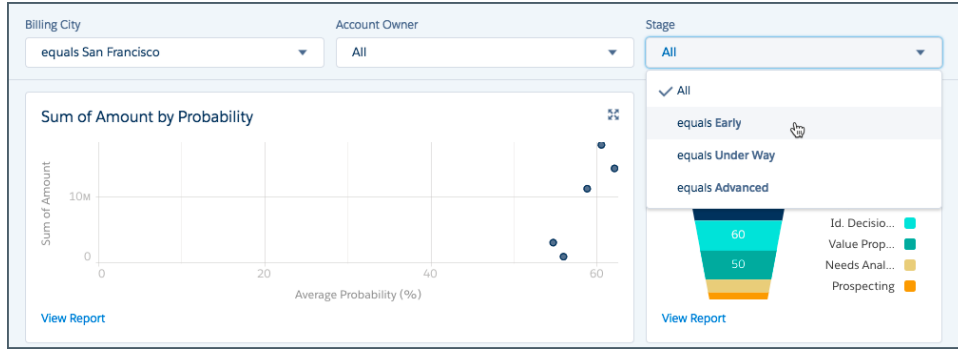 Billing City
Account Owner
Stage
equals San Francisco
All
All
All
equals Early
equals Under Way
equals Advanced
Sum of Amount by Probability
Sum of Amount
10M
0
0
20
40
60
Average Probability (%)
View Report
60
50
Id. Decisio...
Value Prop...
Needs Anal...
Prospecting
View Report